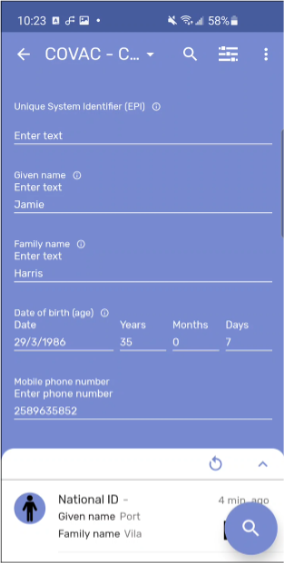 10:23 58%
COVAC - C...
Unique System Identifier (EPI)
Enter text
Given name
Enter text
Jamie
Family name
Enter text
Harris
Date of birth (age)
Date Years Months Days
29/3/1986 35 0 7
Mobile phone number
Enter phone number
2589635852
National ID - 4 min. ago
Given name Port
Family name Vila